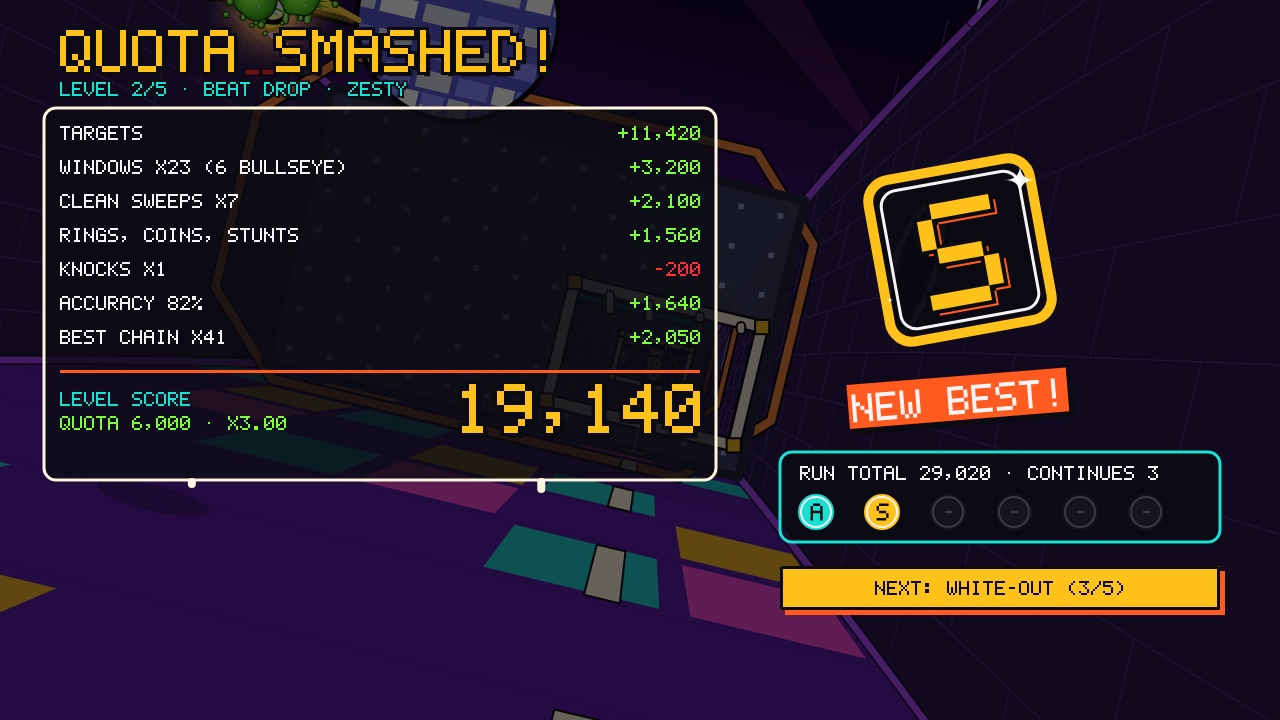 QUOTA SMASHED!
LEVEL 2/5 · BEAT DROP · ZESTY
TARGETS +11,420
WINDOWS X23 (6 BULLSEYE) +3,200
CLEAN SWEEPS X7 +2,100
RINGS, COINS, STUNTS +1,560
KNOCKS X1 -200
ACCURACY 82% +1,640
BEST CHAIN X41 +2,050
LEVEL SCORE
QUOTA 6,000 · X3.00
19,140
S
NEW BEST!
RUN TOTAL 29,020 · CONTINUES 3
A S - - - -
NEXT: WHITE-OUT (3/5)